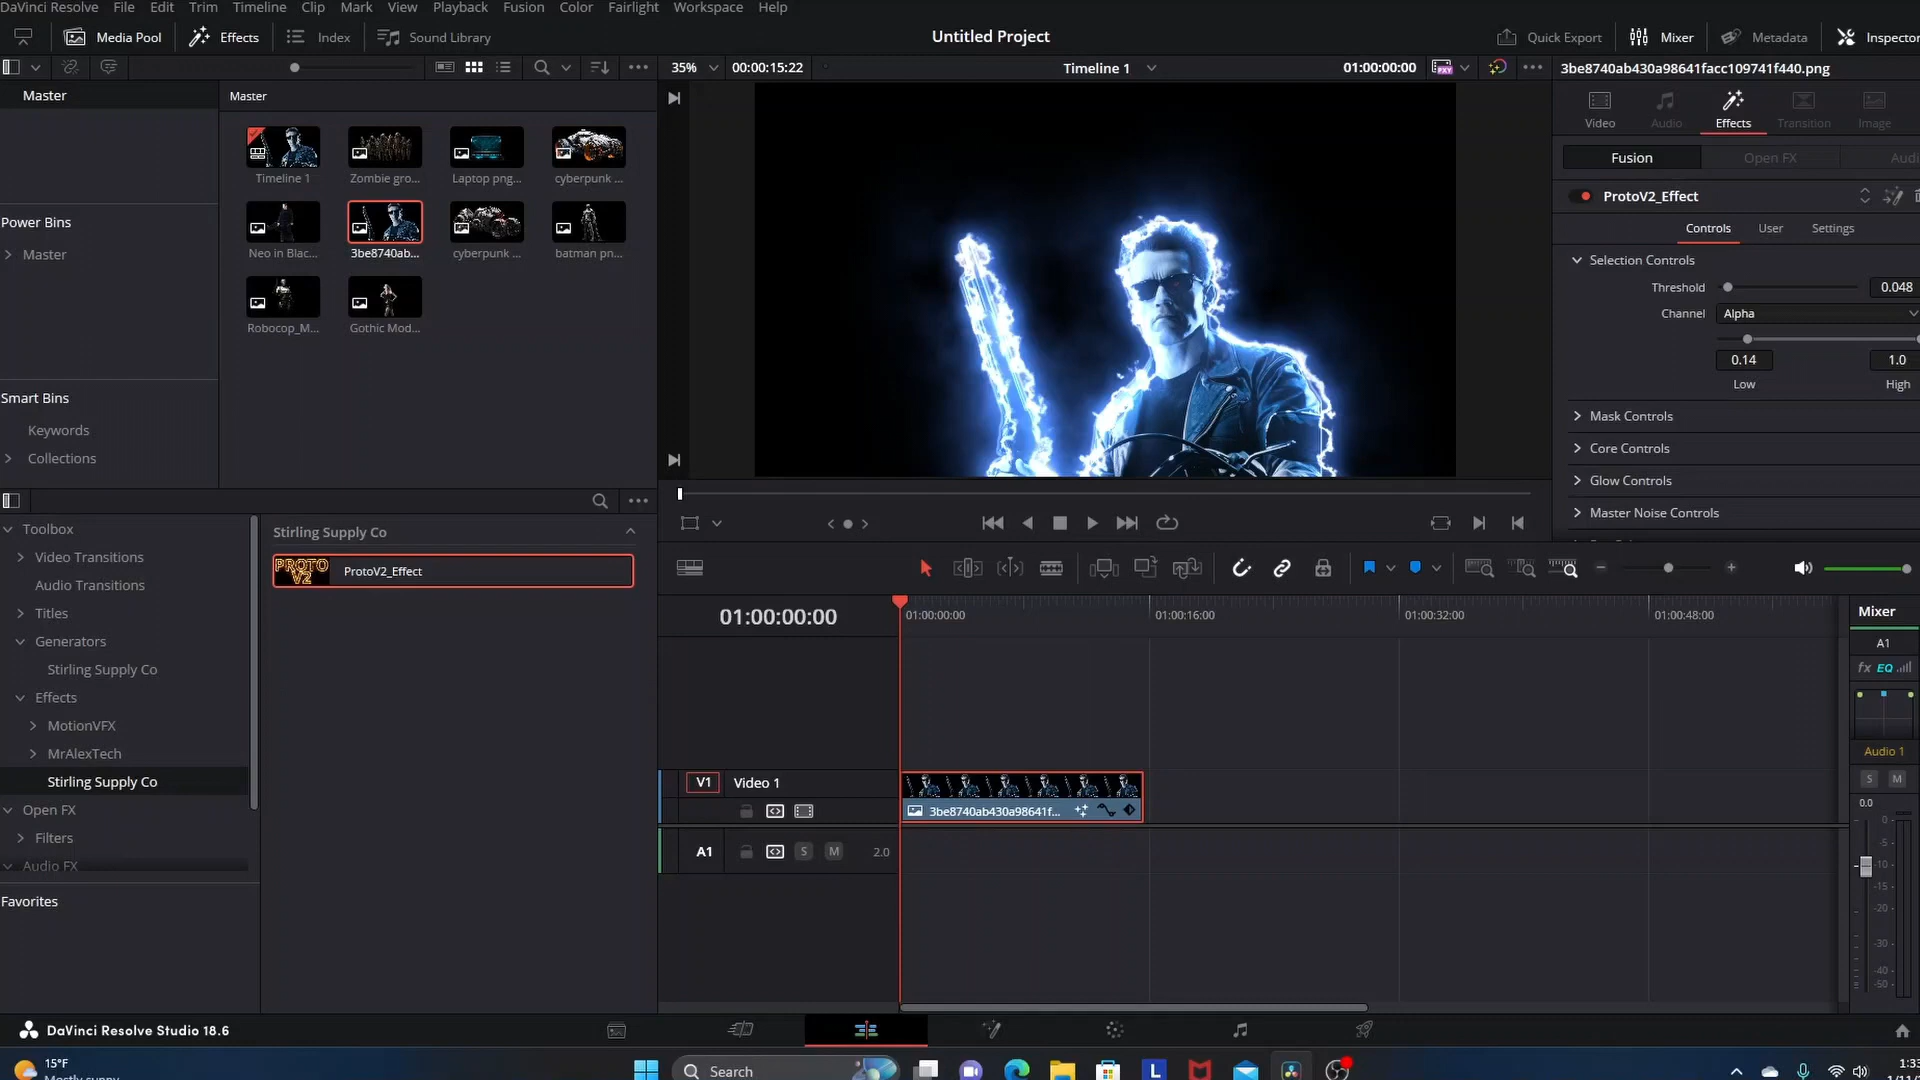 DaVinci Resolve File Edit Trim Timeline Clip Mark View Playback Fusion Color Fairlight Workspace Help
Media Pool Effects Index Sound Library Untitled Project Quick Export Mixer Metadata Inspector
35% 00:00:15:22 Timeline 1 01:00:00:00 3be8740ab430a98641facc109741f440.png
Master Master
Video Audio Effects Transition Image
Timeline 1 Zombie gro... Laptop png... cyberpunk ...
Fusion Open FX Audi
ProtoV2_Effect
Power Bins
Controls User Settings
Master
Neo in Blac... 3be8740ab... cyberpunk ... batman pn...
Selection Controls
Threshold 0.048
Channel Alpha
Robocop_M... Gothic Mod...
0.14 1.0
Low High
Smart Bins
Mask Controls
Keywords
Core Controls
Collections
Glow Controls
Master Noise Controls
Toolbox
Stirling Supply Co
Video Transitions
PROTO V2 ProtoV2_Effect
Audio Transitions
Titles
01:00:00:00 01:00:00:00 01:00:16:00 01:00:32:00 01:00:48:00
Mixer
Generators
A1
Stirling Supply Co
fx EQ
Effects
MotionVFX
MrAlexTech
Audio 1
Stirling Supply Co
V1 Video 1
S M
0.0
3be8740ab430a98641f...
Open FX
Filters
A1 S M 2.0
Audio FX
0
-5
-10
-15
-20
-30
-40
-50
Favorites
DaVinci Resolve Studio 18.6
15°F
Mostly sunny
Search
L
1:33